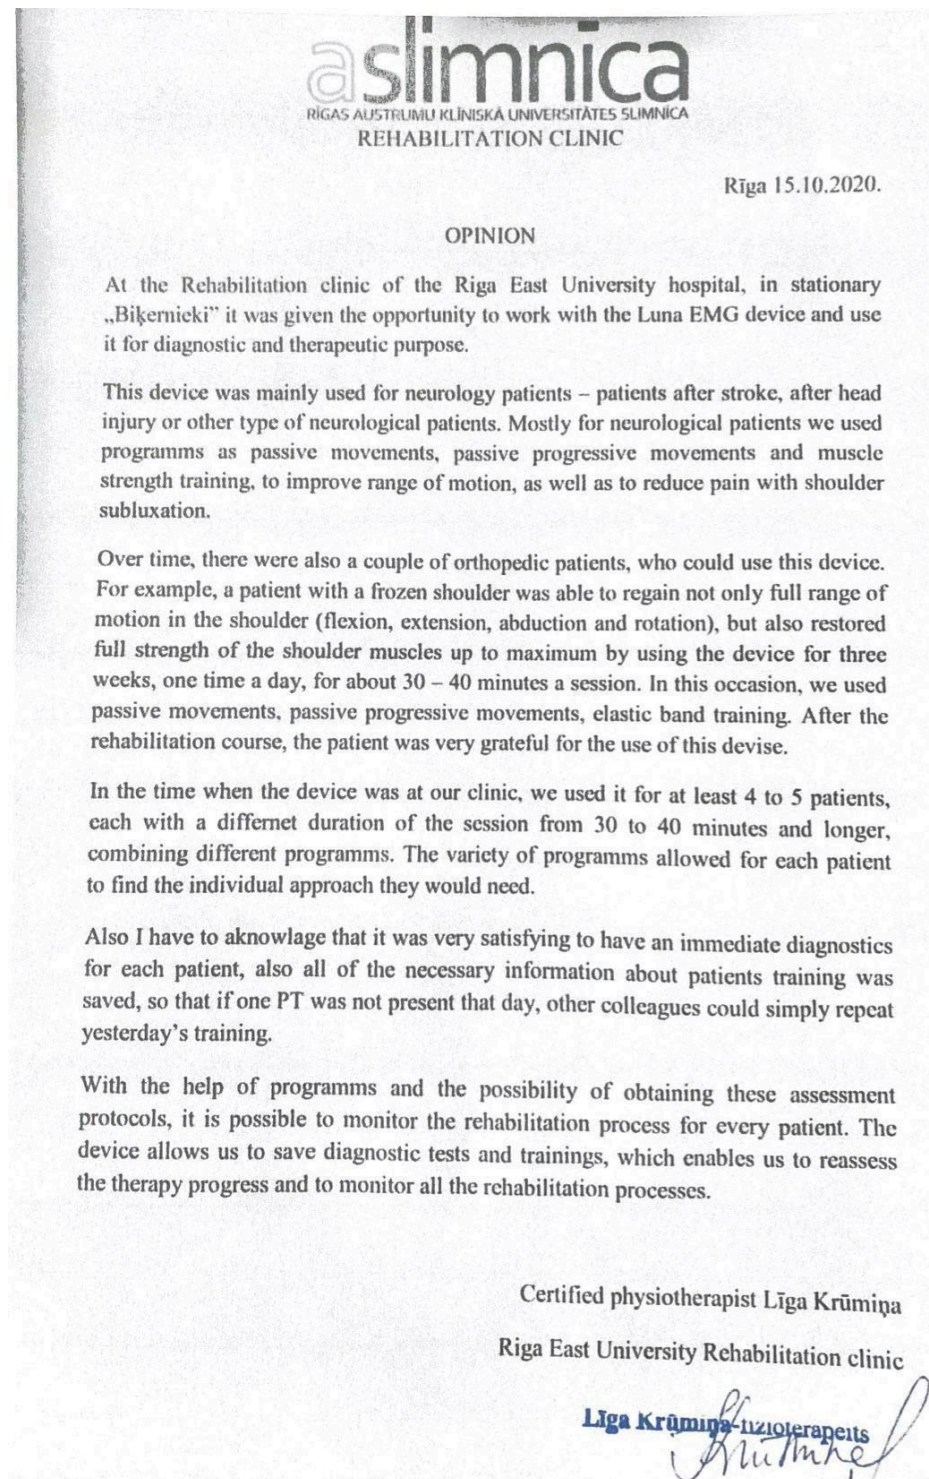 aslimnīca
RĪGAS AUSTRUMU KLĪNISKĀ UNIVERSITĀTES SLIMNĪCA
REHABILITATION CLINIC
Rīga 15.10.2020.
OPINION
At the Rehabilitation clinic of the Riga East University hospital, in stationary
„Biķernieki” it was given the opportunity to work with the Luna EMG device and use
it for diagnostic and therapeutic purpose.
This device was mainly used for neurology patients – patients after stroke, after head
injury or other type of neurological patients. Mostly for neurological patients we used
programms as passive movements, passive progressive movements and muscle
strength training, to improve range of motion, as well as to reduce pain with shoulder
subluxation.
Over time, there were also a couple of orthopedic patients, who could use this device.
For example, a patient with a frozen shoulder was able to regain not only full range of
motion in the shoulder (flexion, extension, abduction and rotation), but also restored
full strength of the shoulder muscles up to maximum by using the device for three
weeks, one time a day, for about 30 – 40 minutes a session. In this occasion, we used
passive movements, passive progressive movements, elastic band training. After the
rehabilitation course, the patient was very grateful for the use of this devise.
In the time when the device was at our clinic, we used it for at least 4 to 5 patients,
each with a differnet duration of the session from 30 to 40 minutes and longer,
combining different programms. The variety of programms allowed for each patient
to find the individual approach they would need.
Also I have to aknowlage that it was very satisfying to have an immediate diagnostics
for each patient, also all of the necessary information about patients training was
saved, so that if one PT was not present that day, other colleagues could simply repeat
yesterday’s training.
With the help of programms and the possibility of obtaining these assessment
protocols, it is possible to monitor the rehabilitation process for every patient. The
device allows us to save diagnostic tests and trainings, which enables us to reassess
the therapy progress and to monitor all the rehabilitation processes.
Certified physiotherapist Līga Krūmiņa
Riga East University Rehabilitation clinic
Līga Krūmiņa-fizioterapeits